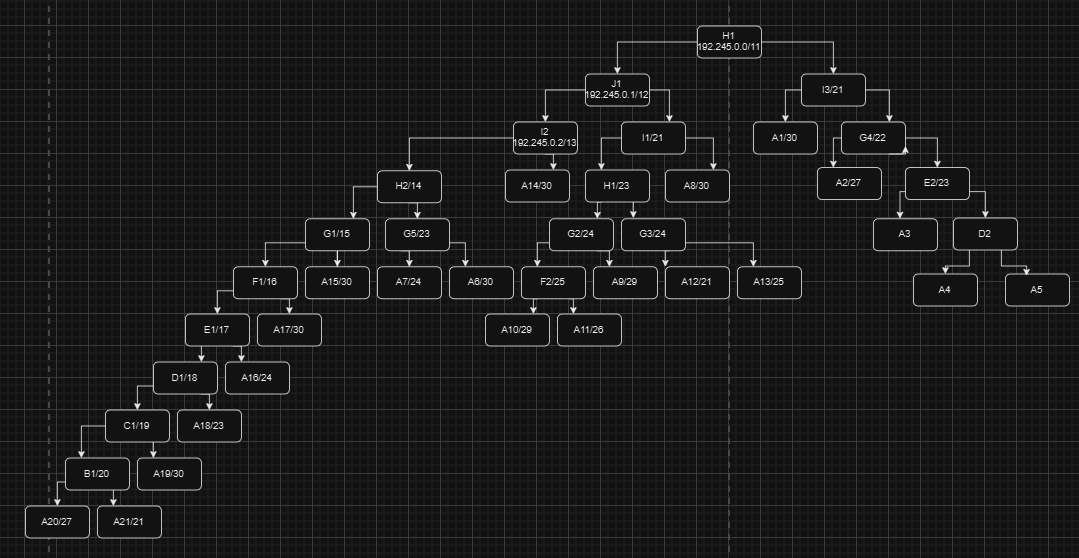 H1
192.245.0.0/11
J1
192.245.0.1/12
I3/21
I2
192.245.0.2/13
I1/21
A1/30
G4/22
H2/14
A14/30
H1/23
A8/30
A2/27
E2/23
G1/15
G5/23
G2/24
G3/24
A3
D2
F1/16
A15/30
A7/24
A6/30
F2/25
A9/29
A12/21
A13/25
A4
A5
E1/17
A17/30
A10/29
A11/26
D1/18
A16/24
C1/19
A18/23
B1/20
A19/30
A20/27
A21/21